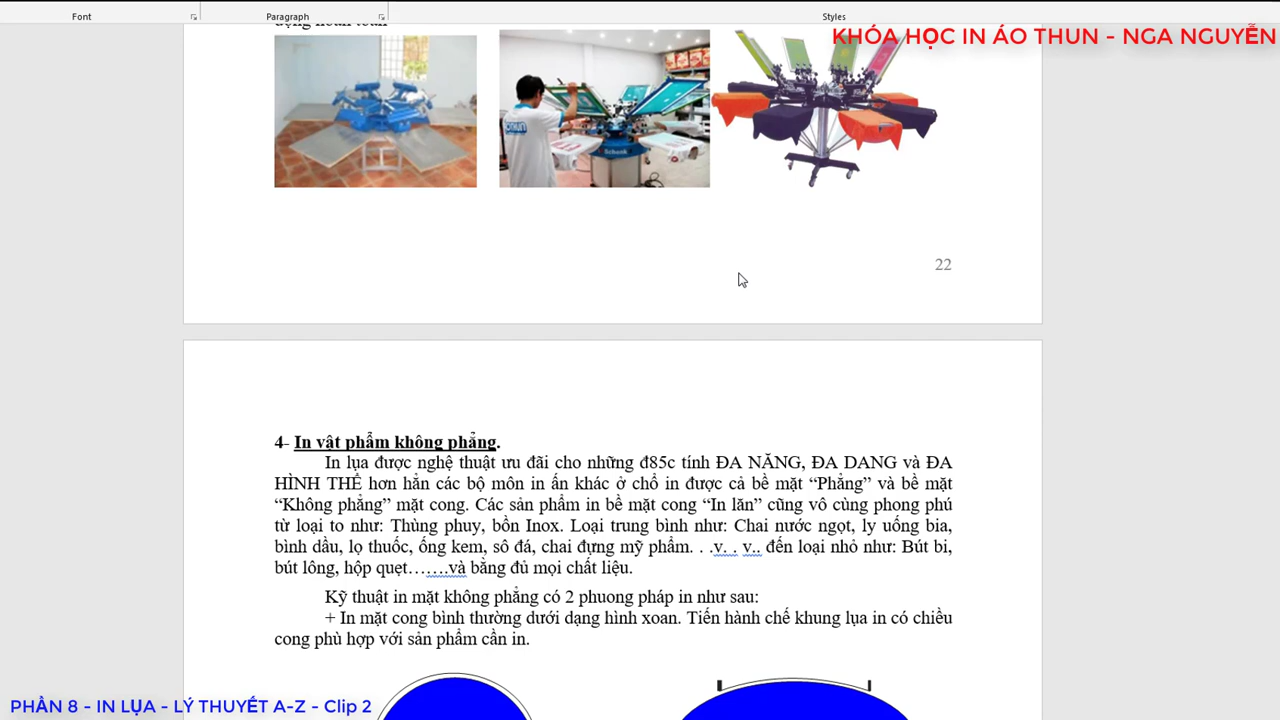 Font Paragraph Styles
KHÓA HỌC IN ÁO THUN - NGA NGUYỄN
động hoàn toàn
22
4- In vật phẩm không phẳng.
In lụa được nghệ thuật ưu đãi cho những đ85c tính ĐA NĂNG, ĐA DANG và ĐA
HÌNH THỂ hơn hẳn các bộ môn in ấn khác ở chổ in được cả bề mặt “Phẳng” và bề mặt
“Không phẳng” mặt cong. Các sản phẩm in bề mặt cong “In lăn” cũng vô cùng phong phú
từ loại to như: Thùng phuy, bồn Inox. Loại trung bình như: Chai nước ngọt, ly uống bia,
bình dầu, lọ thuốc, ống kem, sô đá, chai đựng mỹ phẩm. . .v. . v.. đến loại nhỏ như: Bút bi,
bút lông, hộp quẹt…….và bằng đủ mọi chất liệu.
Kỹ thuật in mặt không phẳng có 2 phuong pháp in như sau:
+ In mặt cong bình thường dưới dạng hình xoan. Tiến hành chế khung lụa in có chiều
cong phù hợp với sản phẩm cần in.
PHẦN 8 - IN LỤA - LÝ THUYẾT A-Z - Clip 2